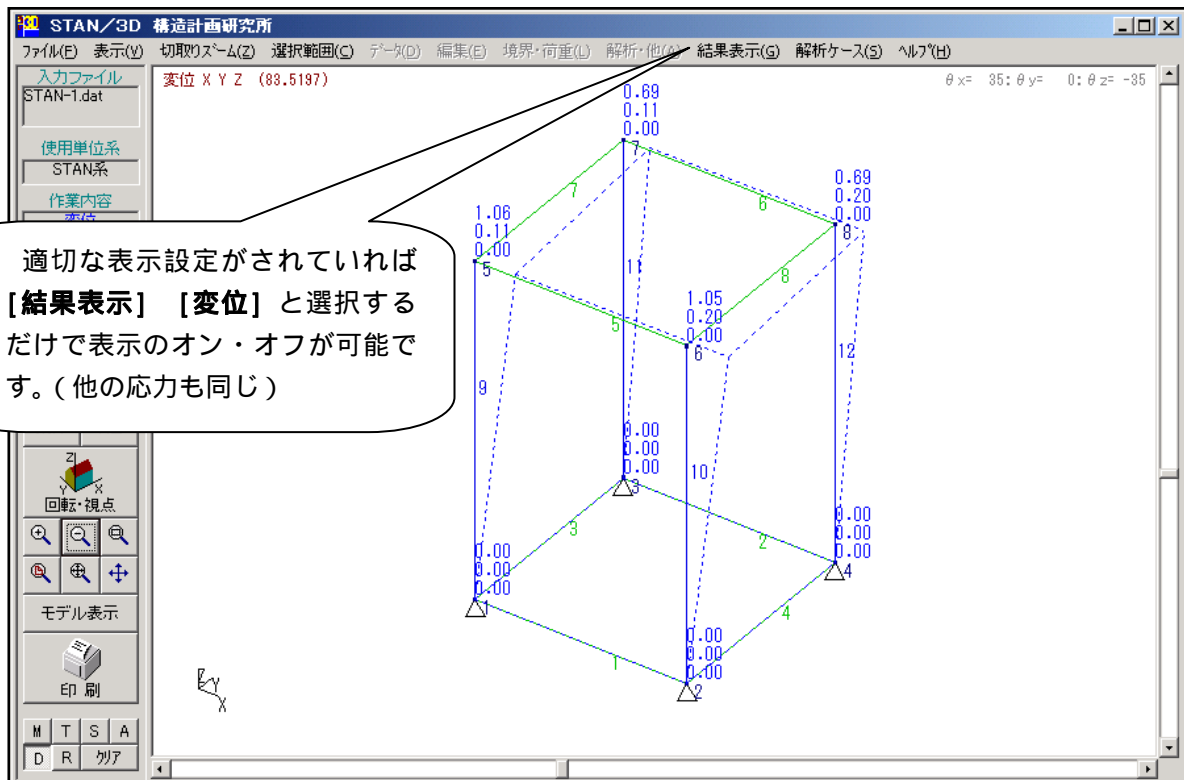 STAN/3D 構造計画研究所
ファイル(F) 表示(V) 切取りズーム(Z) 選択範囲(C) データ(D) 編集(E) 境界・荷重(L) 解析・他(A) 結果表示(G) 解析ケース(S) ヘルプ(H)
入力ファイル
STAN-1.dat
使用単位系
STAN系
作業内容
変位
変位 X Y Z (83.5197)
θx= 35:θy= 0:θz= -35
適切な表示設定がされていれば
[結果表示] [変位] と選択する
だけで表示のオン・オフが可能で
す。(他の応力も同じ)
0.69
0.11
0.00
7
0.69
0.20
0.00
8
1.06
0.11
0.00
5
1.05
0.20
0.00
6
7
6
8
5
11
9
12
10
0.00
0.00
0.00
3
0.00
0.00
0.00
4
0.00
0.00
0.00
1
0.00
0.00
0.00
2
3
2
4
1
Z
Y X
回転・視点
モデル表示
印 刷
M T S A
D R クリア
Z Y
X